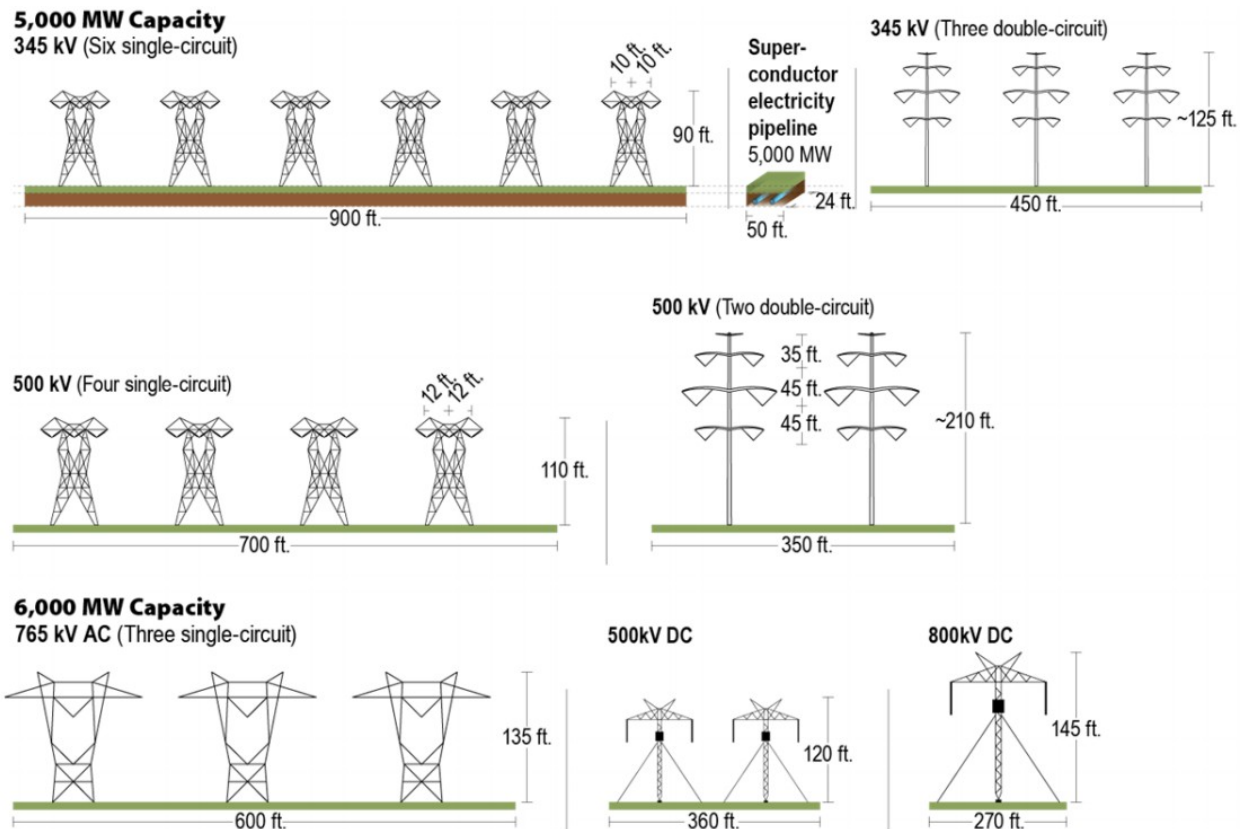 5,000 MW Capacity
345 kV (Six single-circuit)
10 ft.
10 ft.
90 ft.
900 ft.
Super-
conductor
electricity
pipeline
5,000 MW
24 ft.
50 ft.
345 kV (Three double-circuit)
~125 ft.
450 ft.
500 kV (Four single-circuit)
12 ft.
12 ft.
110 ft.
700 ft.
500 kV (Two double-circuit)
35 ft.
45 ft.
45 ft.
~210 ft.
350 ft.
6,000 MW Capacity
765 kV AC (Three single-circuit)
135 ft.
600 ft.
500kV DC
120 ft.
360 ft.
800kV DC
145 ft.
270 ft.